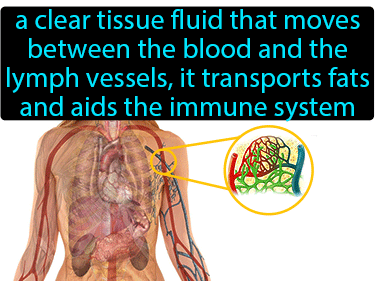 a clear tissue fluid that moves
between the blood and the
lymph vessels, it transports fats
and aids the immune system